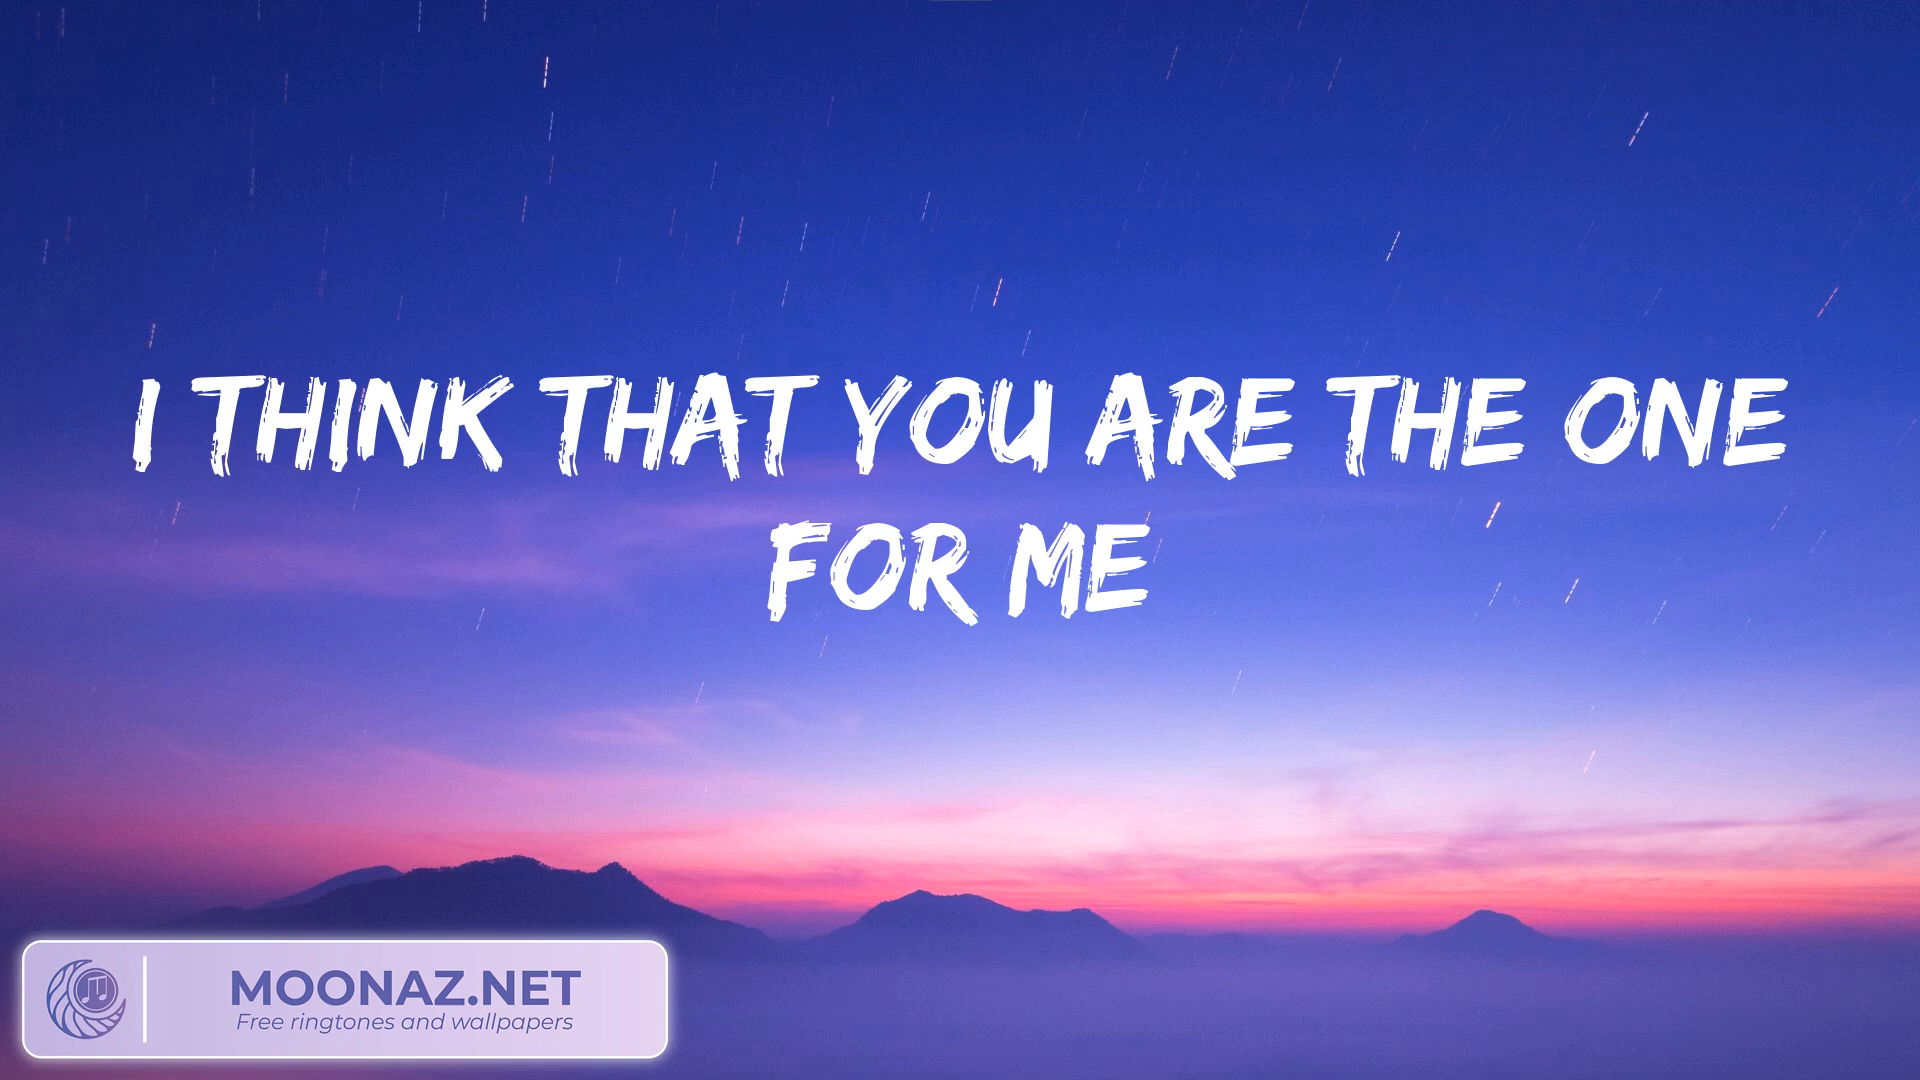 I THINK THAT YOU ARE THE ONE
FOR ME
MOONAZ.NET
Free ringtones and wallpapers